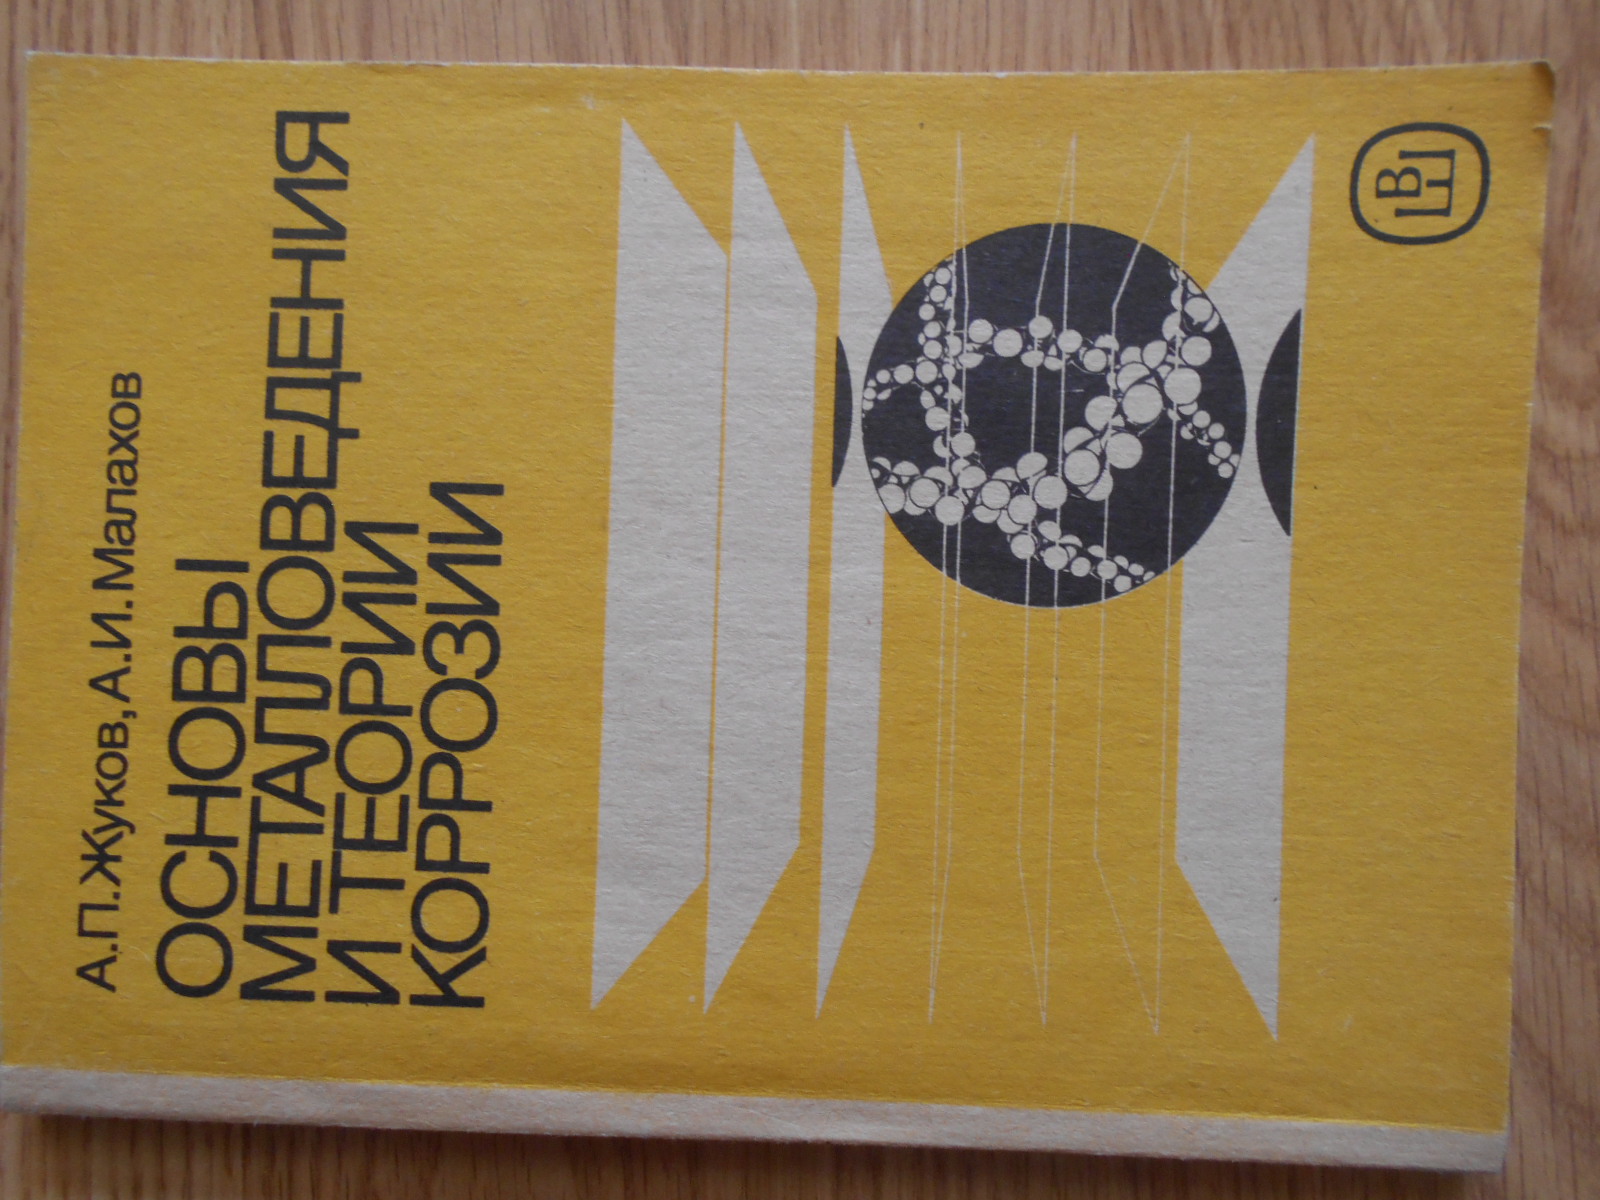 А.П.Жуков, А.И.Малахов
ОСНОВЫ
МЕТАЛЛОВЕДЕНИЯ
И ТЕОРИИ
КОРРОЗИИ
ВШ